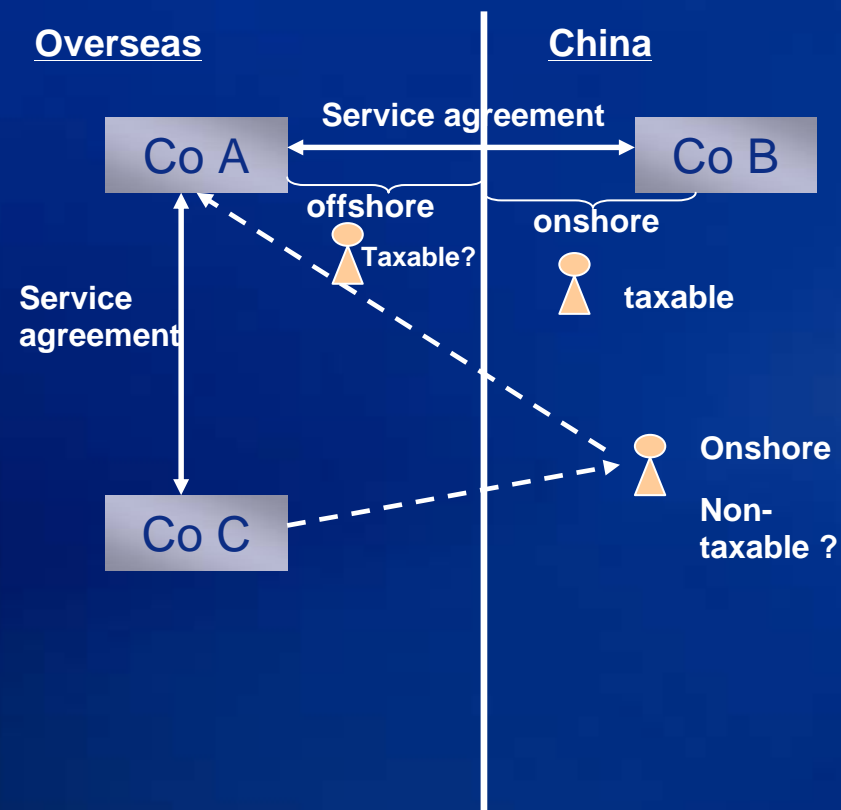 Overseas
China
Service agreement
Co A
Co B
offshore
onshore
Taxable?
taxable
Service
agreement
Onshore
Non-
taxable ?
Co C